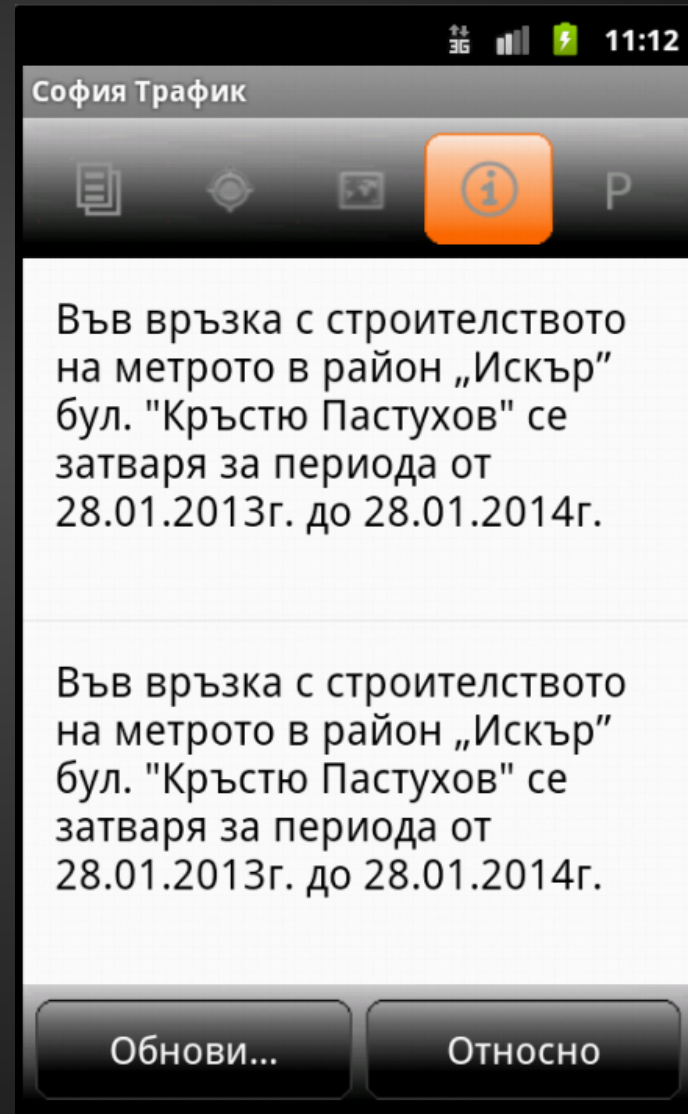 3G 11:12
София Трафик
P
Във връзка с строителството
на метрото в район „Искър”
бул. "Кръстю Пастухов" се
затваря за периода от
28.01.2013г. до 28.01.2014г.
Във връзка с строителството
на метрото в район „Искър”
бул. "Кръстю Пастухов" се
затваря за периода от
28.01.2013г. до 28.01.2014г.
Обнови... Относно